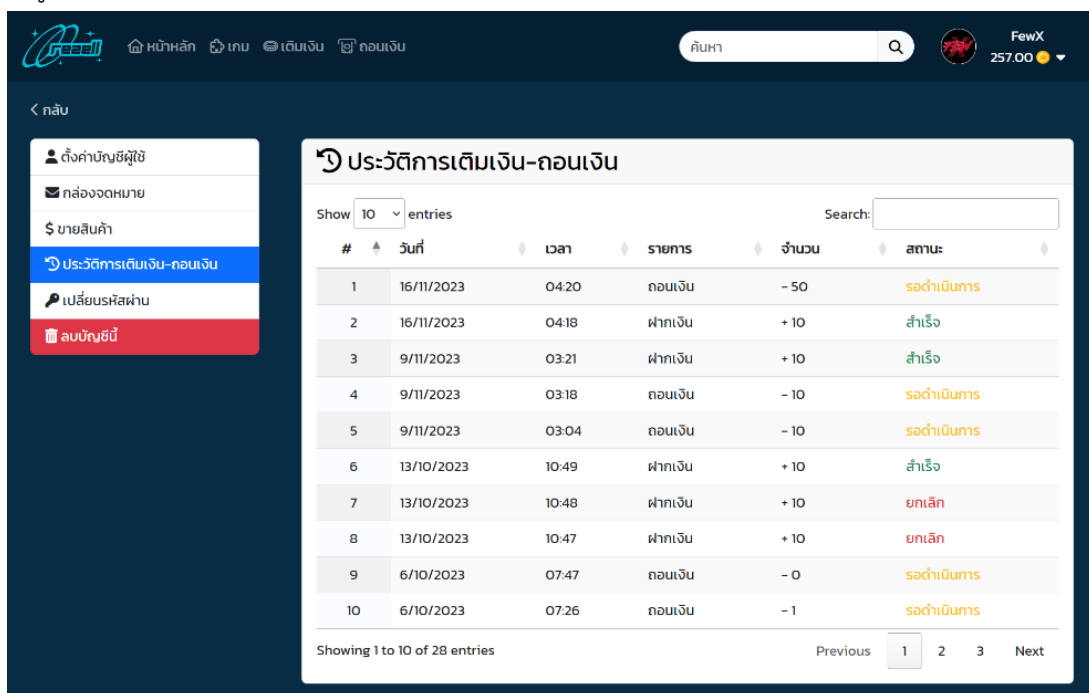 Grezell
หน้าหลัก เกม เติมเงิน ถอนเงิน ค้นหา FewX
257.00
< กลับ
ตั้งค่าบัญชีผู้ใช้
กล่องจดหมาย
$ ขายสินค้า
ประวัติการเติมเงิน-ถอนเงิน
เปลี่ยนรหัสผ่าน
ลบบัญชีนี้
ประวัติการเติมเงิน-ถอนเงิน
Show 10 entries Search:
# วันที่ เวลา รายการ จำนวน สถานะ
1 16/11/2023 04:20 ถอนเงิน - 50 รอดำเนินการ
2 16/11/2023 04:18 ฝากเงิน + 10 สำเร็จ
3 9/11/2023 03:21 ฝากเงิน + 10 สำเร็จ
4 9/11/2023 03:18 ถอนเงิน - 10 รอดำเนินการ
5 9/11/2023 03:04 ถอนเงิน - 10 รอดำเนินการ
6 13/10/2023 10:49 ฝากเงิน + 10 สำเร็จ
7 13/10/2023 10:48 ฝากเงิน + 10 ยกเลิก
8 13/10/2023 10:47 ฝากเงิน + 10 ยกเลิก
9 6/10/2023 07:47 ถอนเงิน - 0 รอดำเนินการ
10 6/10/2023 07:26 ถอนเงิน - 1 รอดำเนินการ
Showing 1 to 10 of 28 entries Previous 1 2 3 Next